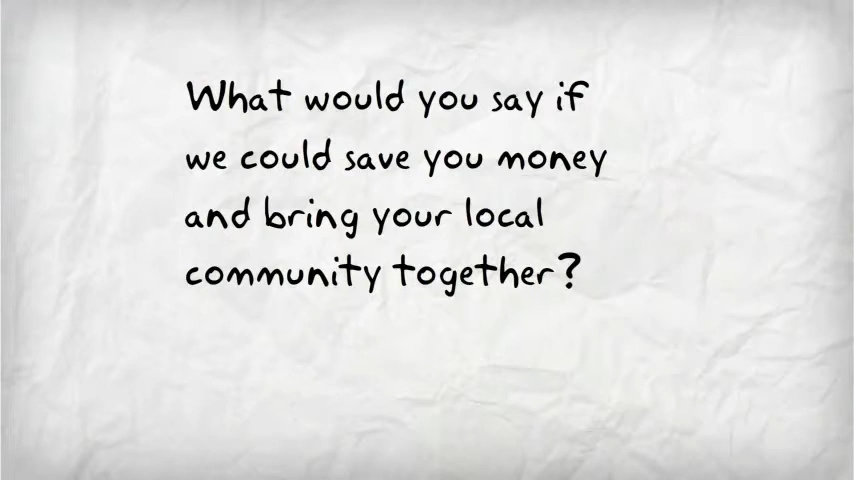 What would you say if
we could save you money
and bring your local
community together?